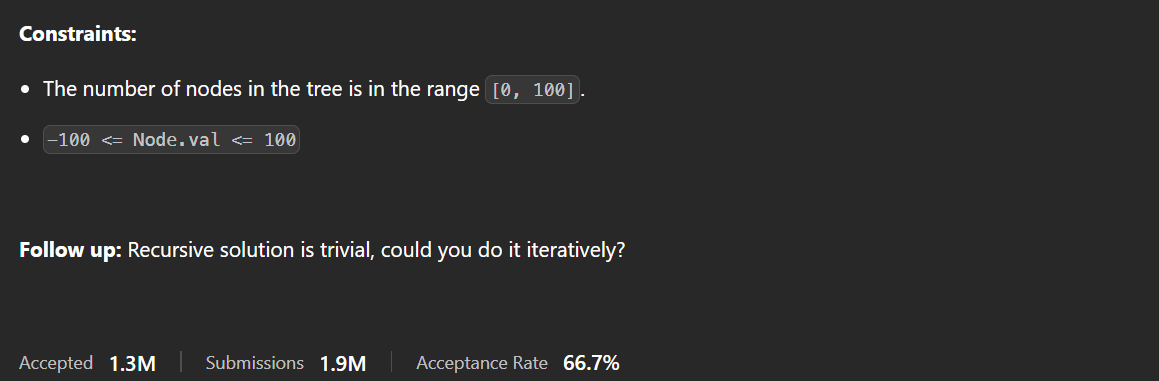 Constraints:
• The number of nodes in the tree is in the range [0, 100].
• -100 <= Node.val <= 100
Follow up: Recursive solution is trivial, could you do it iteratively?
Accepted 1.3M | Submissions 1.9M | Acceptance Rate 66.7%